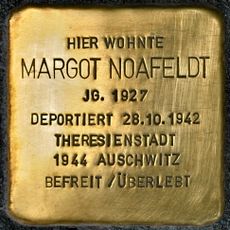 HIER WOHNTE
MARGOT NOAFELDT
JG. 1927
DEPORTIERT 28.10.1942
THERESIENSTADT
1944 AUSCHWITZ
BEFREIT / ÜBERLEBT